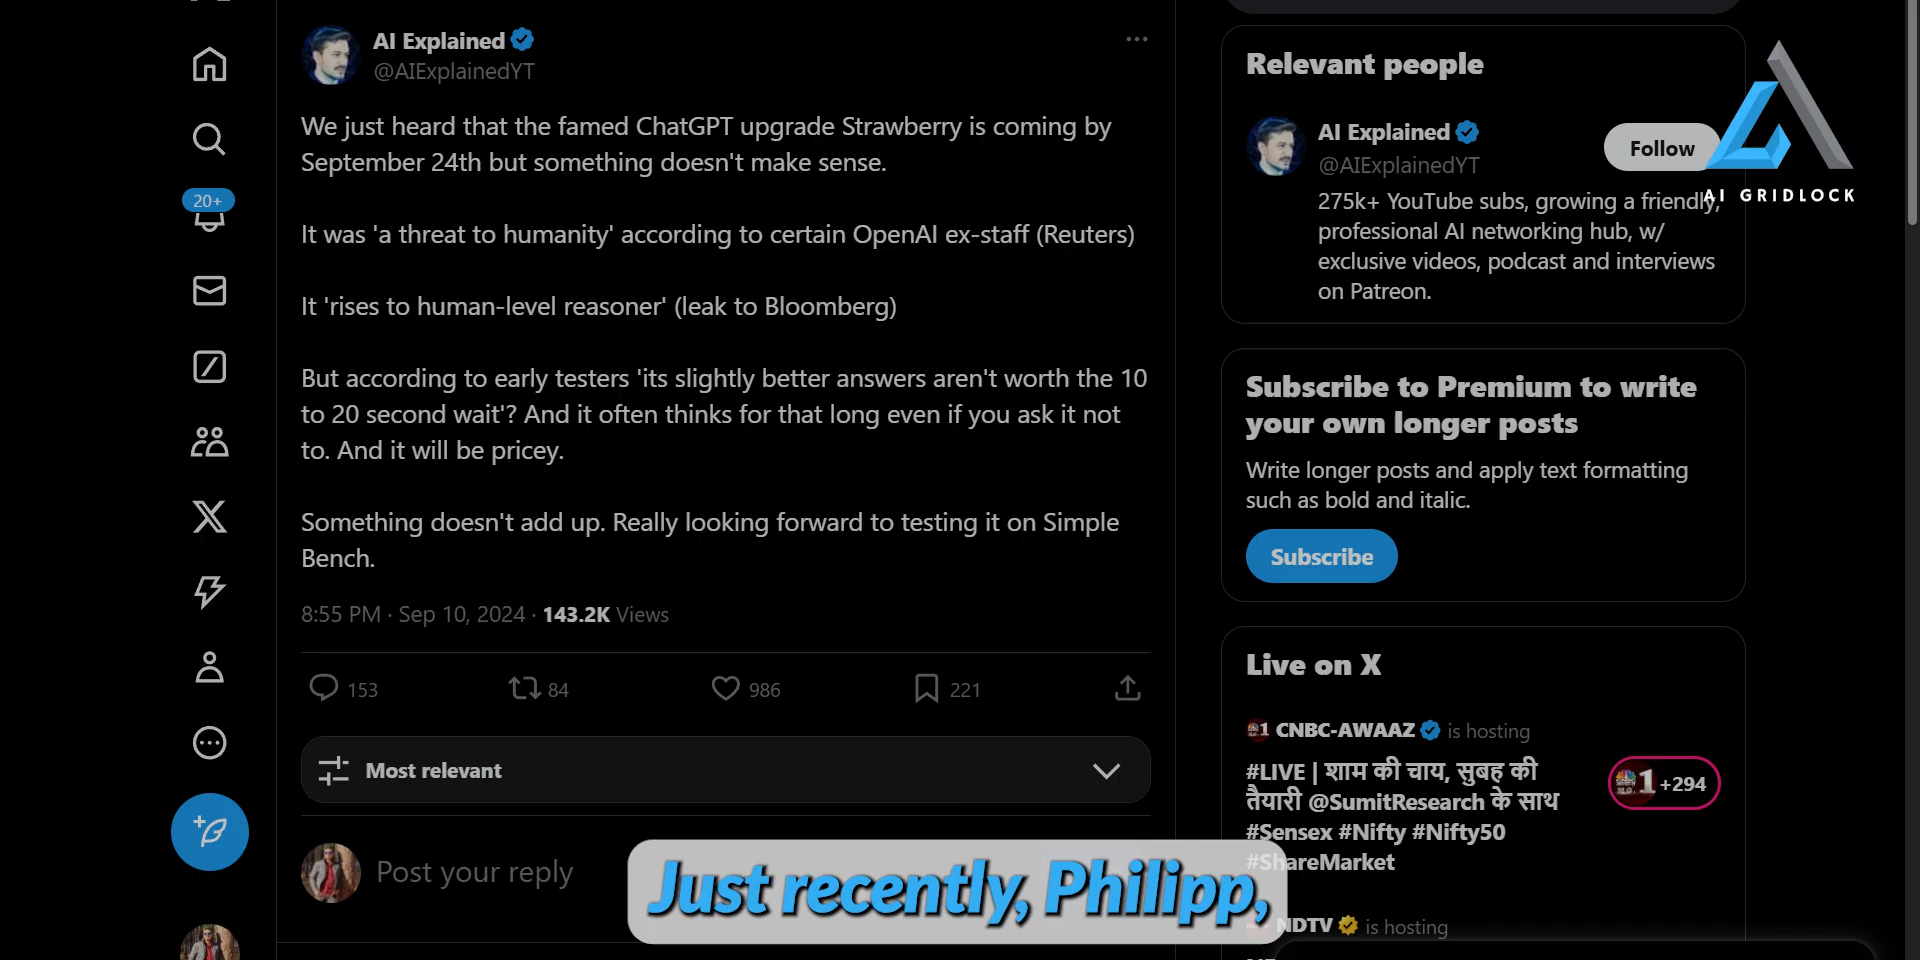 AI Explained
@AIExplainedYT
We just heard that the famed ChatGPT upgrade Strawberry is coming by
September 24th but something doesn't make sense.
It was 'a threat to humanity' according to certain OpenAI ex-staff (Reuters)
It 'rises to human-level reasoner' (leak to Bloomberg)
But according to early testers 'its slightly better answers aren't worth the 10
to 20 second wait'? And it often thinks for that long even if you ask it not
to. And it will be pricey.
Something doesn't add up. Really looking forward to testing it on Simple
Bench.
8:55 PM · Sep 10, 2024 · 143.2K Views
153
84
986
221
Most relevant
Post your reply
20+
Relevant people
AI Explained
@AIExplainedYT
Follow
275k+ YouTube subs, growing a friendly,
professional AI networking hub, w/
exclusive videos, podcast and interviews
on Patreon.
AI GRIDLOCK
Subscribe to Premium to write
your own longer posts
Write longer posts and apply text formatting
such as bold and italic.
Subscribe
Live on X
CNBC-AWAAZ is hosting
#LIVE | शाम की चाय, सुबह की
तैयारी @SumitResearch के साथ
#Sensex #Nifty #Nifty50
#ShareMarket
+294
NDTV is hosting
Just recently, Philipp,